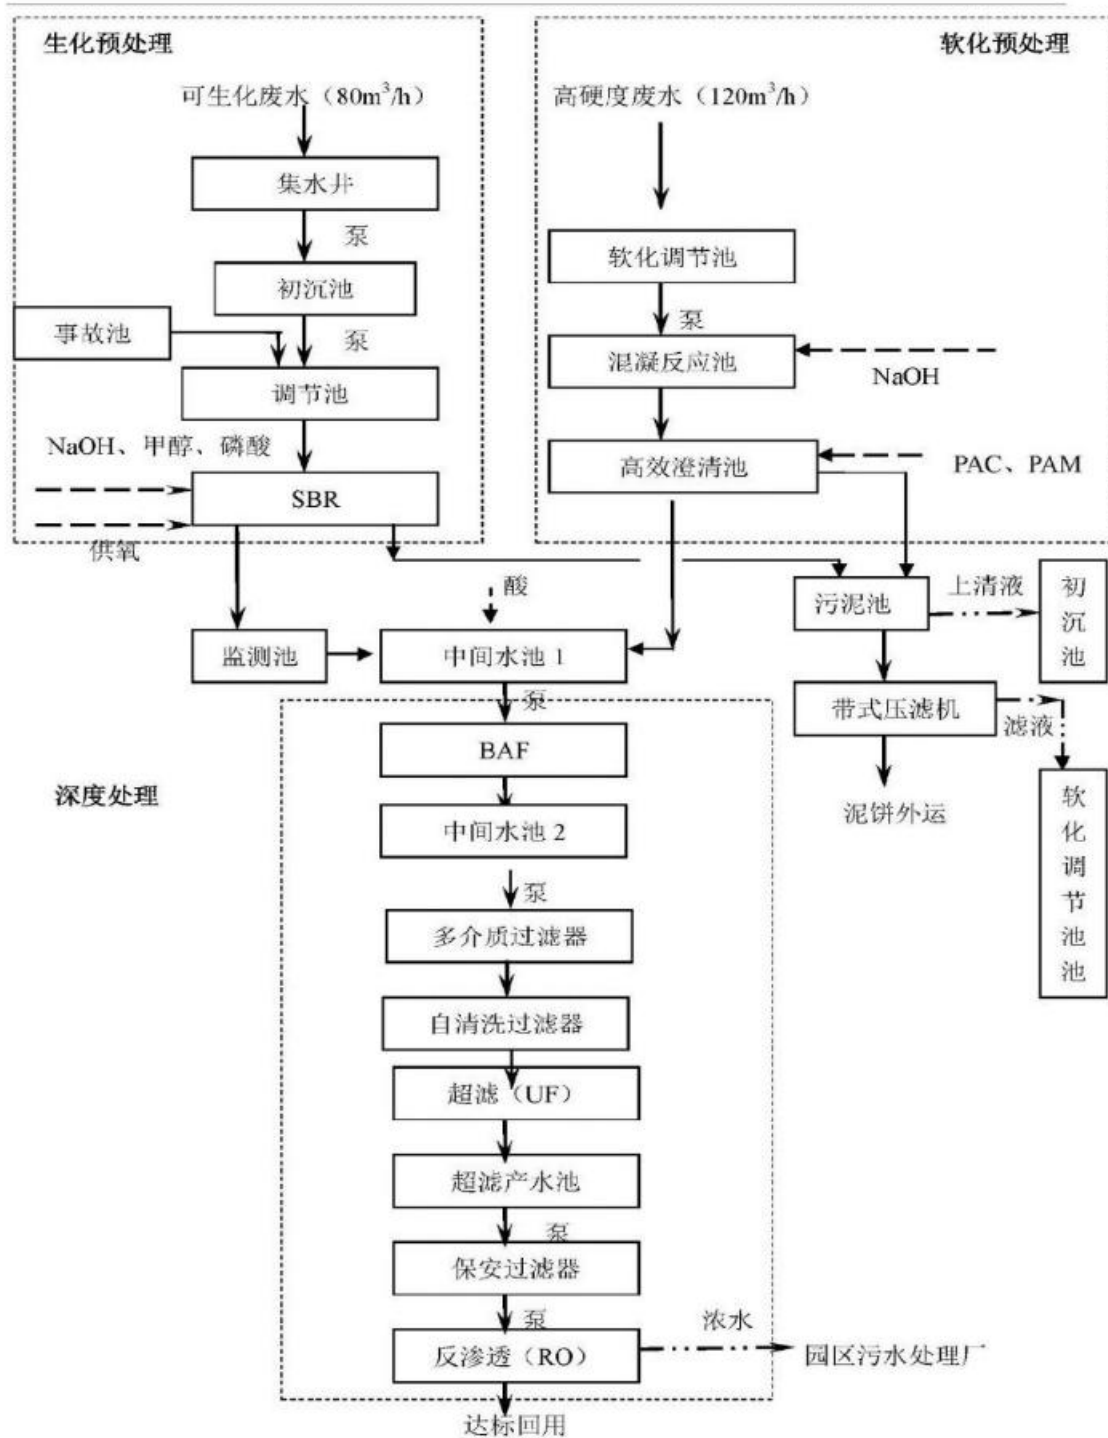 生化预处理
软化预处理
可生化废水（80m³/h）
高硬度废水（120m³/h）
集水井
泵
软化调节池
初沉池
事故池
泵
泵
混凝反应池
NaOH
调节池
NaOH、甲醇、磷酸
高效澄清池
PAC、PAM
SBR
供氧
酸
污泥池
上清液
初沉池
监测池
中间水池 1
泵
带式压滤机
滤液
BAF
深度处理
中间水池 2
泥饼外运
软化调节池池
泵
多介质过滤器
自清洗过滤器
超滤（UF）
超滤产水池
泵
保安过滤器
泵
浓水
反渗透（RO）
园区污水处理厂
达标回用